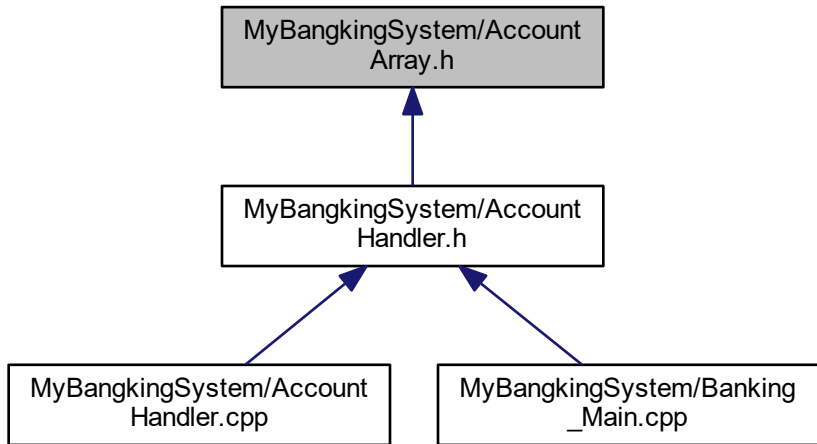 MyBangkingSystem/Account
Array.h
MyBangkingSystem/Account
Handler.h
MyBangkingSystem/Account
Handler.cpp
MyBangkingSystem/Banking
_Main.cpp